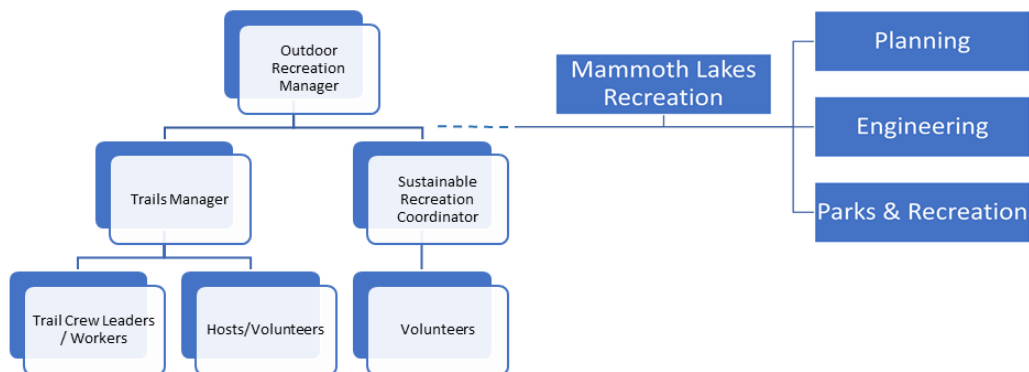 Outdoor
Recreation
Manager
Mammoth Lakes
Recreation
Planning
Engineering
Parks & Recreation
Trails Manager
Sustainable
Recreation
Coordinator
Trail Crew Leaders
/ Workers
Hosts/Volunteers
Volunteers